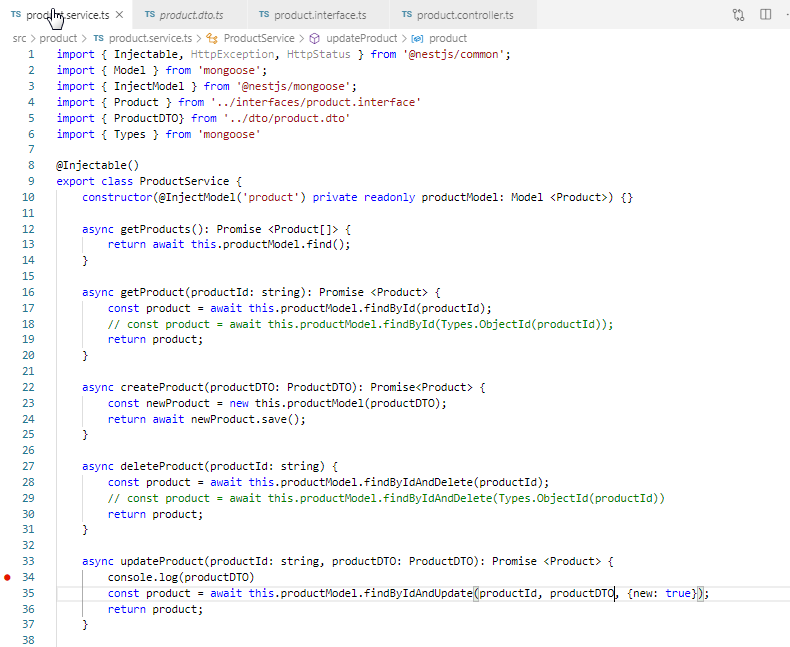 TS product.service.ts × TS product.dto.ts TS product.interface.ts TS product.controller.ts
src > product > TS product.service.ts > ProductService > updateProduct > product
1 import { Injectable, HttpException, HttpStatus } from '@nestjs/common';
2 import { Model } from 'mongoose';
3 import { InjectModel } from '@nestjs/mongoose';
4 import { Product } from '../interfaces/product.interface'
5 import { ProductDTO} from '../dto/product.dto'
6 import { Types } from 'mongoose'
7
8 @Injectable()
9 export class ProductService {
10     constructor(@InjectModel('product') private readonly productModel: Model <Product>) {}
11
12     async getProducts(): Promise <Product[]> {
13         return await this.productModel.find();
14     }
15
16     async getProduct(productId: string): Promise <Product> {
17         const product = await this.productModel.findById(productId);
18         // const product = await this.productModel.findById(Types.ObjectId(productId));
19         return product;
20     }
21
22     async createProduct(productDTO: ProductDTO): Promise<Product> {
23         const newProduct = new this.productModel(productDTO);
24         return await newProduct.save();
25     }
26
27     async deleteProduct(productId: string) {
28         const product = await this.productModel.findByIdAndDelete(productId);
29         // const product = await this.productModel.findByIdAndDelete(Types.ObjectId(productId))
30         return product;
31     }
32
33     async updateProduct(productId: string, productDTO: ProductDTO): Promise <Product> {
34         console.log(productDTO)
35         const product = await this.productModel.findByIdAndUpdate(productId, productDTO, {new: true});
36         return product;
37     }
38